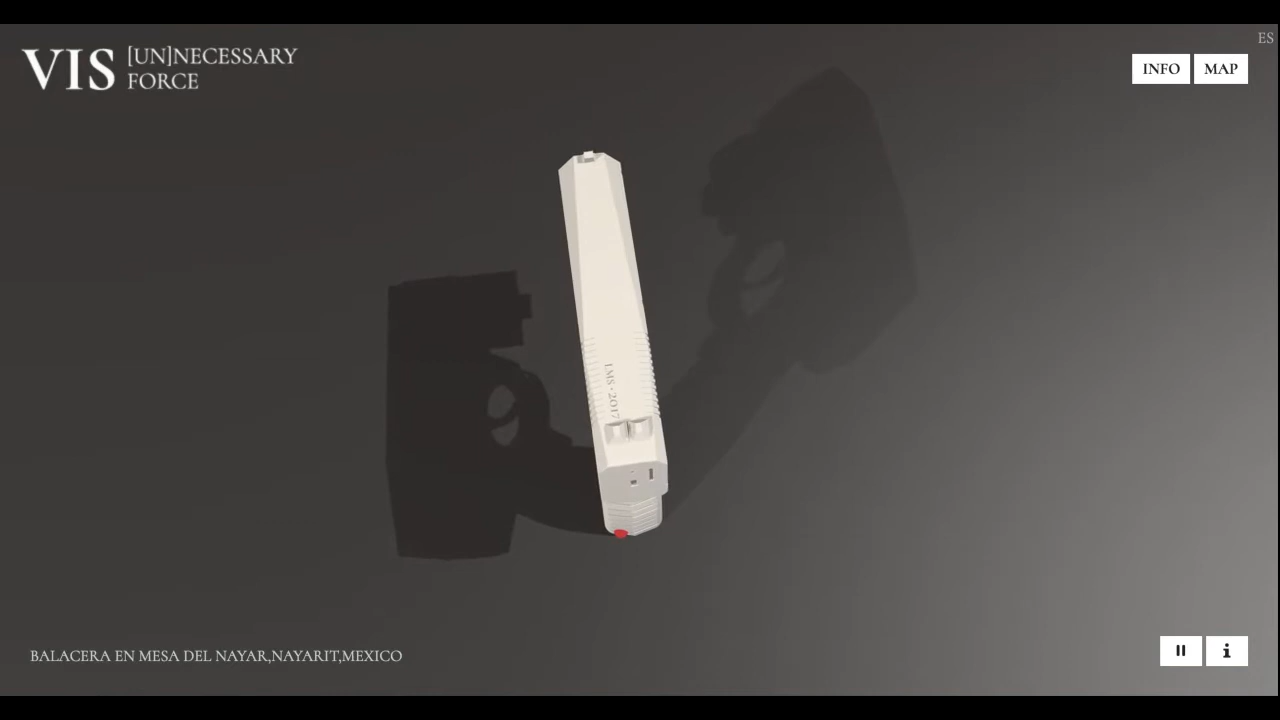 VIS [UN]NECESSARY
FORCE
ES
INFO MAP
LMS · 2017
BALACERA EN MESA DEL NAYAR,NAYARIT,MEXICO